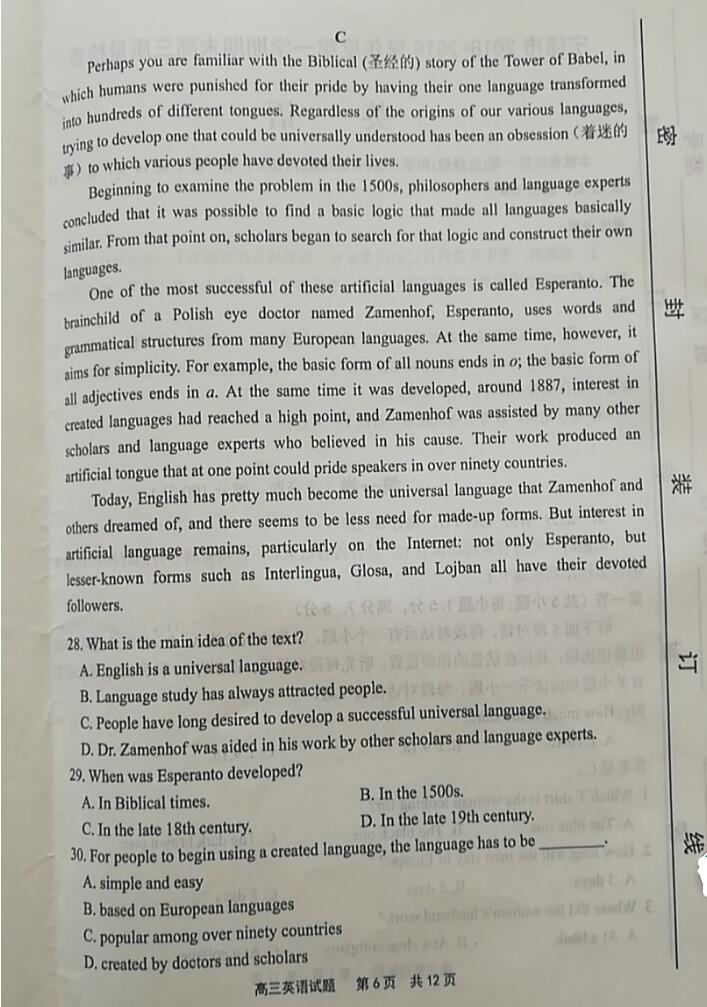 C
Perhaps you are familiar with the Biblical (圣经的) story of the Tower of Babel, in
which humans were punished for their pride by having their one language transformed
into hundreds of different tongues. Regardless of the origins of our various languages,
trying to develop one that could be universally understood has been an obsession (着迷的
事) to which various people have devoted their lives.
Beginning to examine the problem in the 1500s, philosophers and language experts
concluded that it was possible to find a basic logic that made all languages basically
similar. From that point on, scholars began to search for that logic and construct their own
languages.
One of the most successful of these artificial languages is called Esperanto. The
brainchild of a Polish eye doctor named Zamenhof, Esperanto, uses words and
grammatical structures from many European languages. At the same time, however, it
aims for simplicity. For example, the basic form of all nouns ends in o; the basic form of
all adjectives ends in a. At the same time it was developed, around 1887, interest in
created languages had reached a high point, and Zamenhof was assisted by many other
scholars and language experts who believed in his cause. Their work produced an
artificial tongue that at one point could pride speakers in over ninety countries.
Today, English has pretty much become the universal language that Zamenhof and
others dreamed of, and there seems to be less need for made-up forms. But interest in
artificial language remains, particularly on the Internet: not only Esperanto, but
lesser-known forms such as Interlingua, Glosa, and Lojban all have their devoted
followers.
28. What is the main idea of the text?
A. English is a universal language.
B. Language study has always attracted people.
C. People have long desired to develop a successful universal language.
D. Dr. Zamenhof was aided in his work by other scholars and language experts.
29. When was Esperanto developed?
A. In Biblical times. B. In the 1500s.
C. In the late 18th century. D. In the late 19th century.
30. For people to begin using a created language, the language has to be ________.
A. simple and easy
B. based on European languages
C. popular among over ninety countries
D. created by doctors and scholars
高三英语试题 第 6 页 共 12 页
密
封
装
订
线